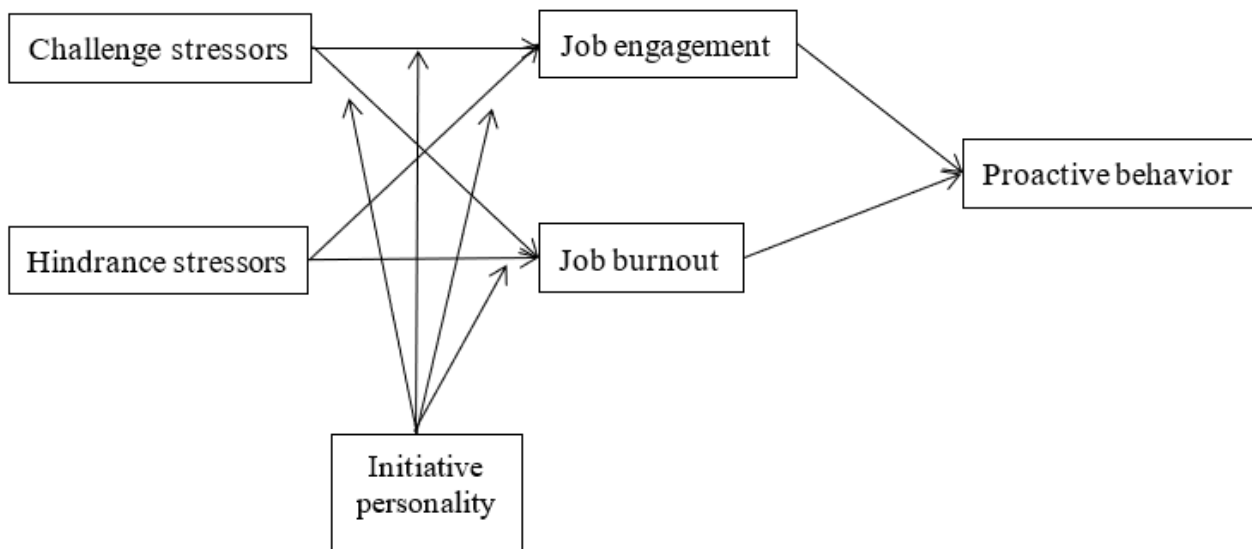 Challenge stressors
Job engagement
Proactive behavior
Hindrance stressors
Job burnout
Initiative
personality